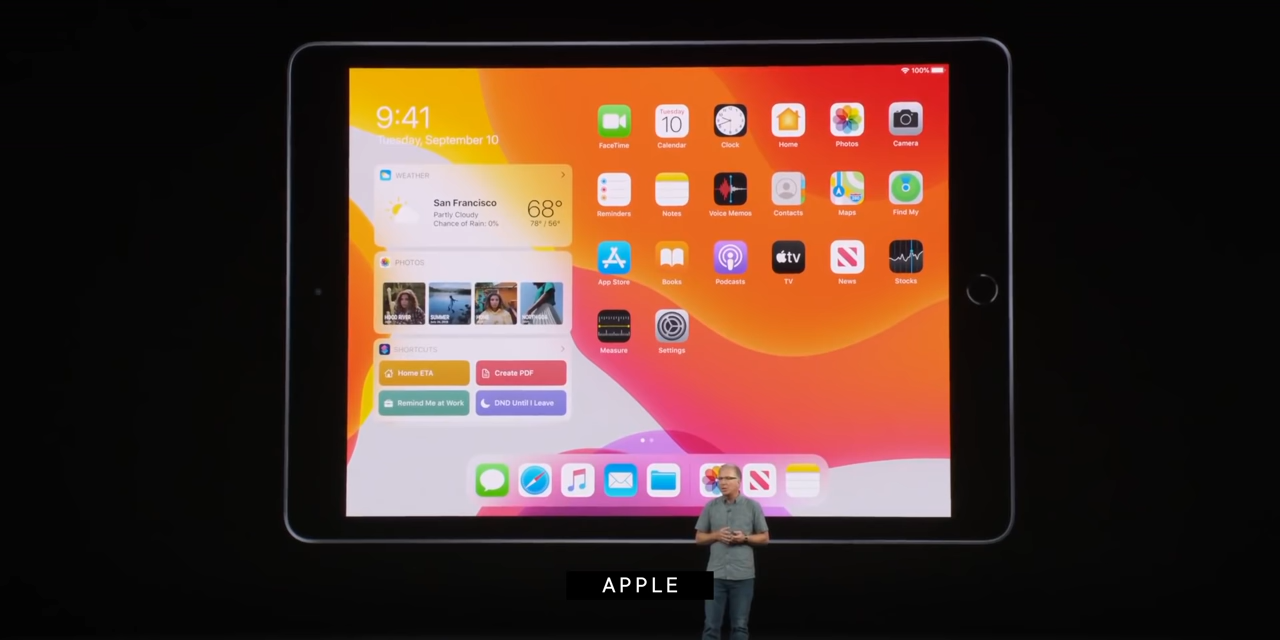 100%
9:41
Tuesday, September 10
WEATHER
San Francisco
Partly Cloudy
Chance of Rain: 0%
68°
78° / 56°
PHOTOS
HOOD RIVER
SUMMER
SHORTCUTS
Home ETA
Create PDF
Remind Me at Work
DND Until I Leave
FaceTime
Tuesday
10
Calendar
Clock
Home
Photos
Camera
Reminders
Notes
Voice Memos
Contacts
Maps
Find My
App Store
Books
Podcasts
tv
TV
News
Stocks
Measure
Settings
APPLE